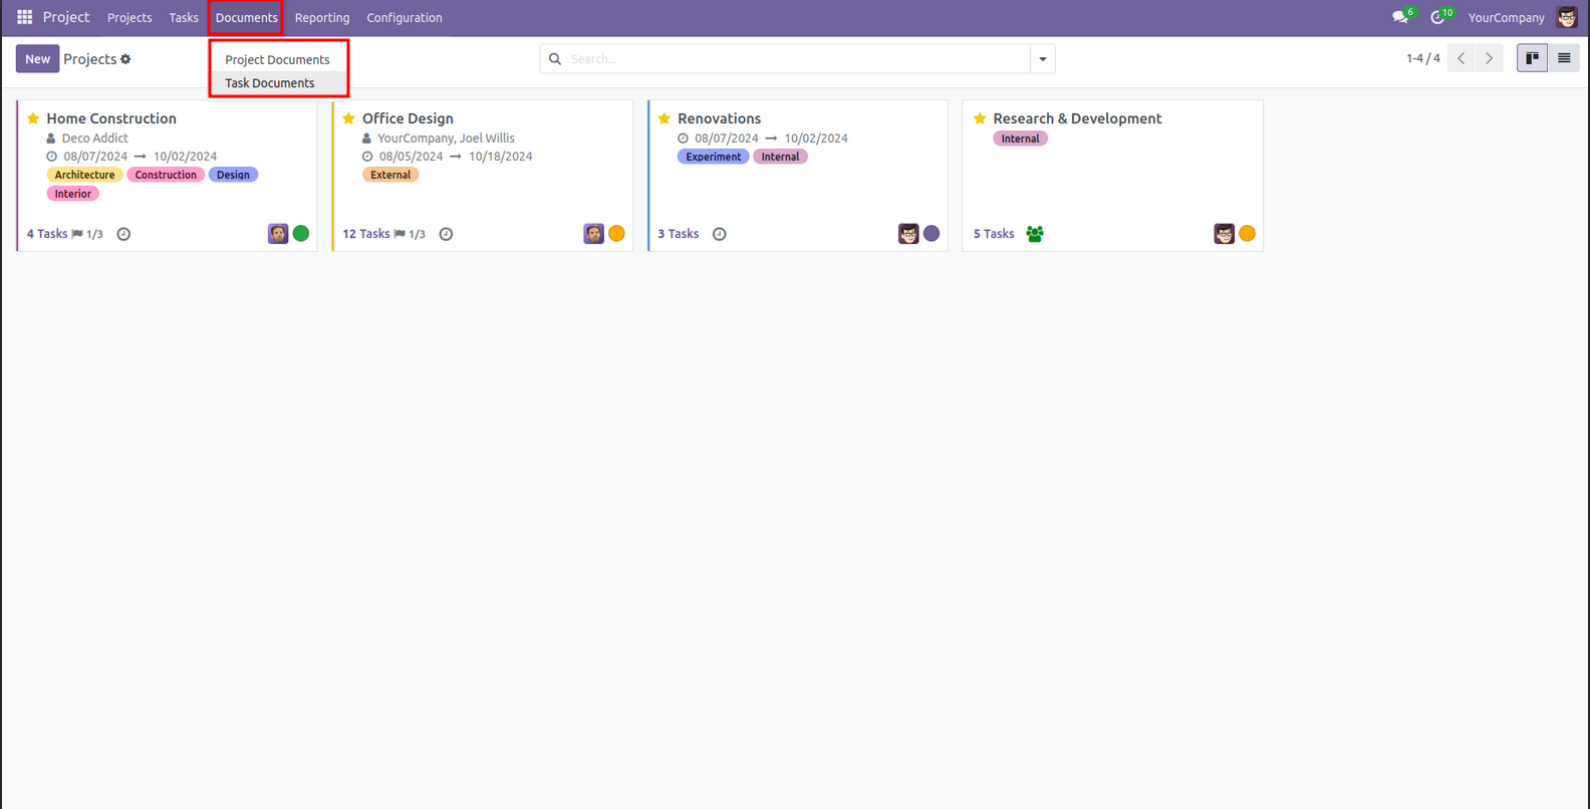 Project Projects Tasks Documents Reporting Configuration 6 10 YourCompany
New Projects Search... 1-4 / 4
Project Documents
Task Documents
Home Construction
Deco Addict
08/07/2024 → 10/02/2024
Architecture Construction Design
Interior
4 Tasks 1/3
Office Design
YourCompany, Joel Willis
08/05/2024 → 10/18/2024
External
12 Tasks 1/3
Renovations
08/07/2024 → 10/02/2024
Experiment Internal
3 Tasks
Research & Development
Internal
5 Tasks